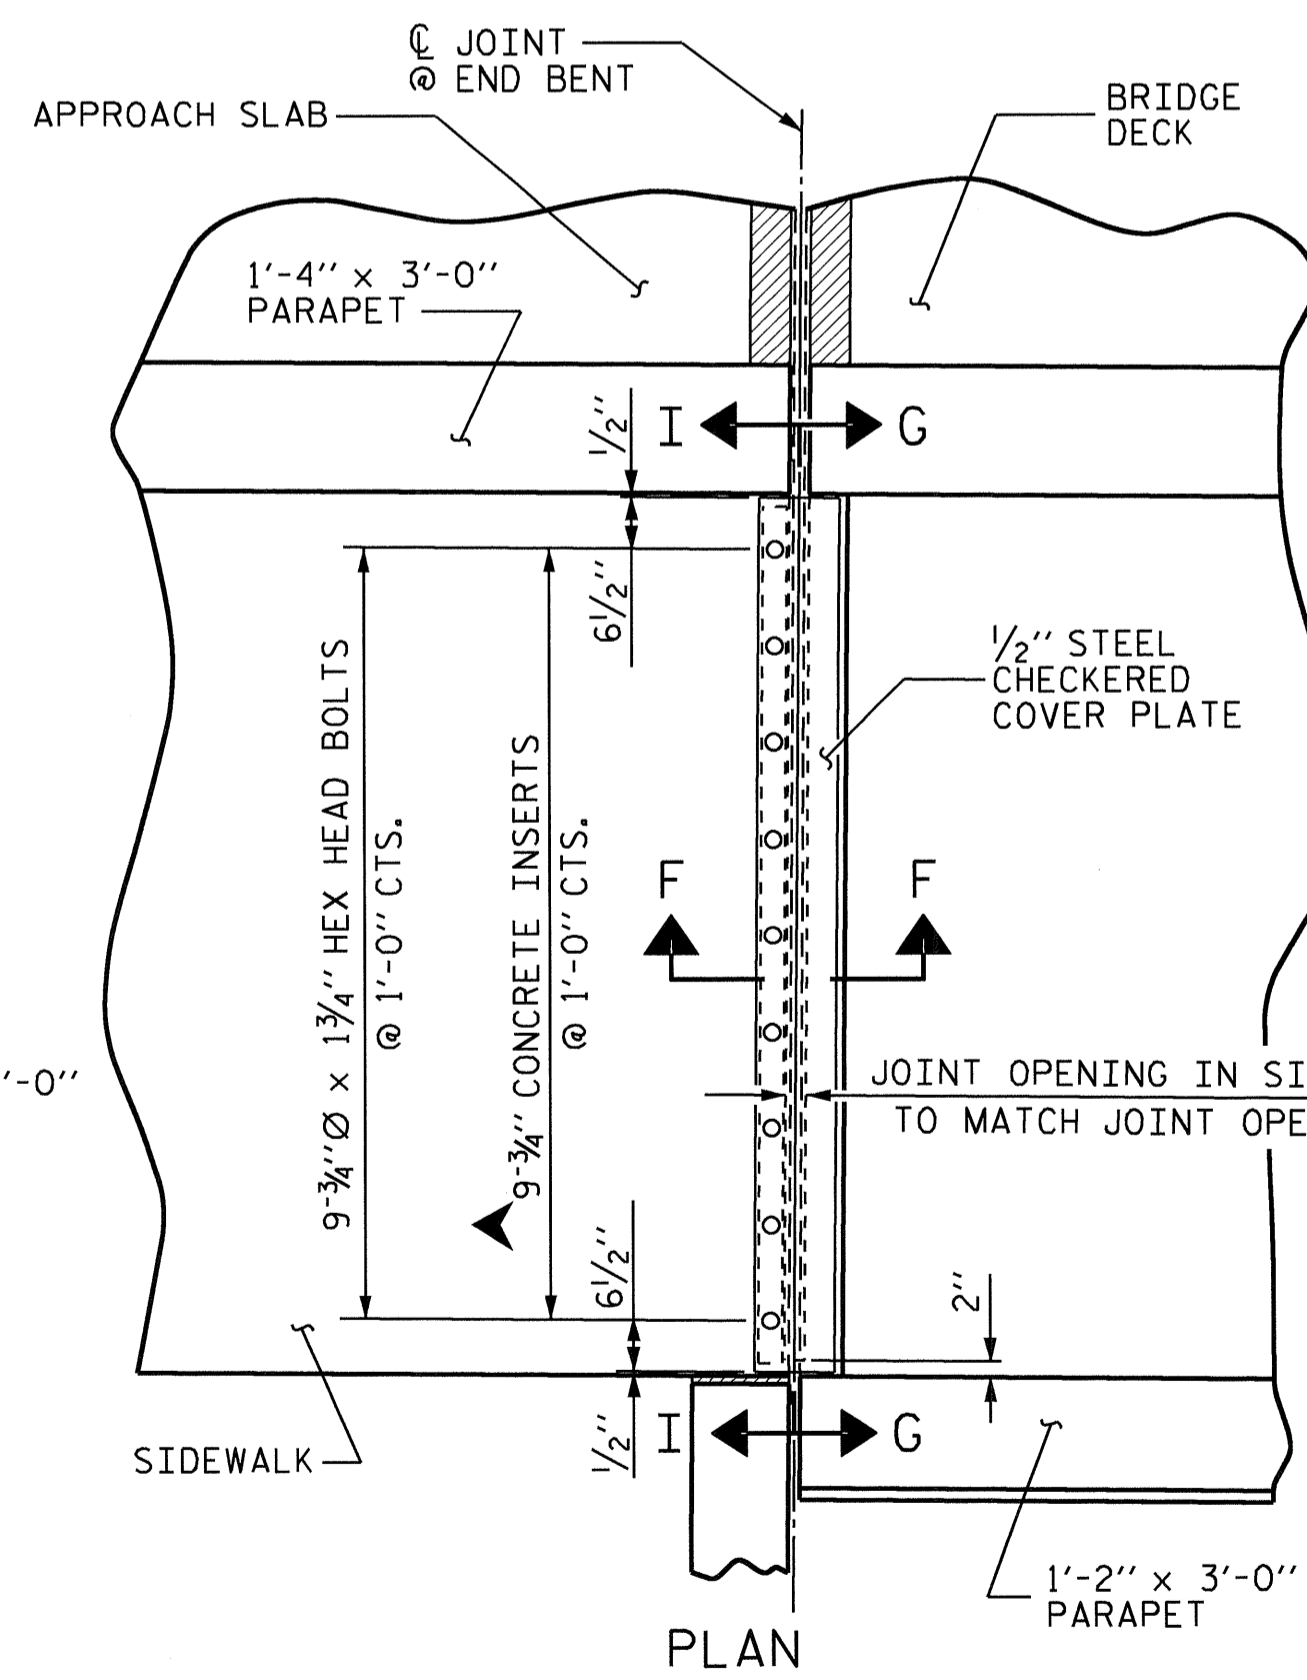 ℄ JOINT
@ END BENT
APPROACH SLAB
BRIDGE
DECK
1'-4" x 3'-0"
PARAPET
I
G
1/2"
6 1/2"
1/2" STEEL
CHECKERED
COVER PLATE
9-3/4"Ø x 1 3/4" HEX HEAD BOLTS
@ 1'-0" CTS.
9-3/4" CONCRETE INSERTS
@ 1'-0" CTS.
F
F
'-0"
JOINT OPENING IN SI
TO MATCH JOINT OPE
6 1/2"
2"
1/2"
I
G
SIDEWALK
1'-2" x 3'-0"
PARAPET
PLAN